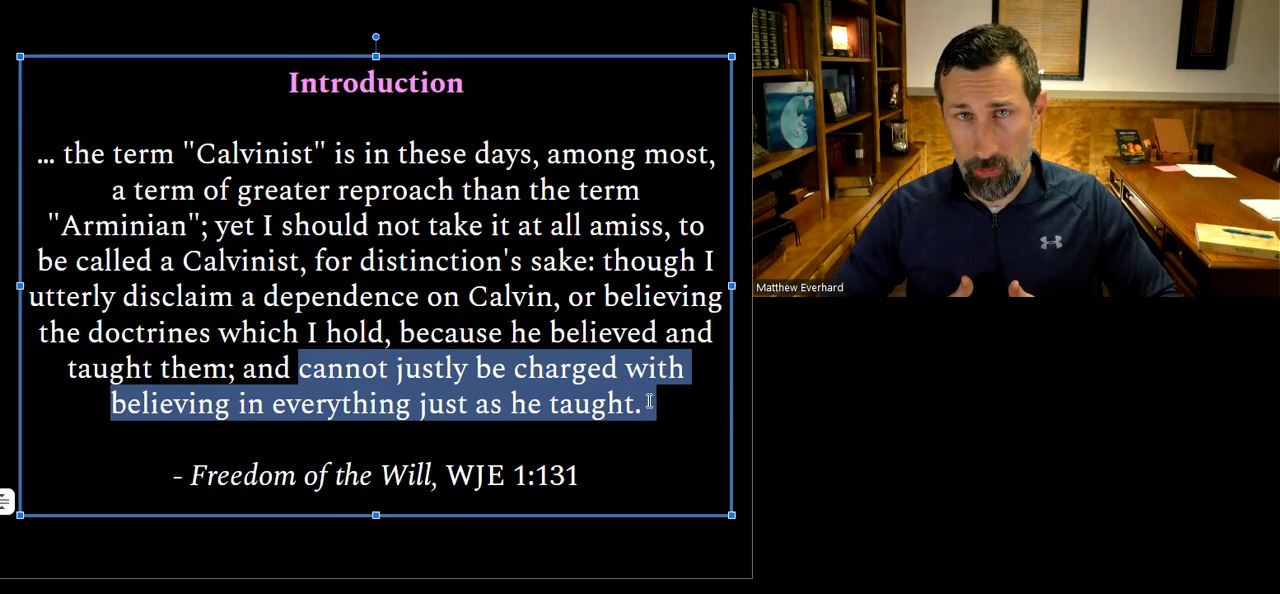 Introduction
... the term "Calvinist" is in these days, among most,
a term of greater reproach than the term
"Arminian"; yet I should not take it at all amiss, to
be called a Calvinist, for distinction's sake: though I
utterly disclaim a dependence on Calvin, or believing
the doctrines which I hold, because he believed and
taught them; and cannot justly be charged with
believing in everything just as he taught.
- Freedom of the Will, WJE 1:131
Matthew Everhard